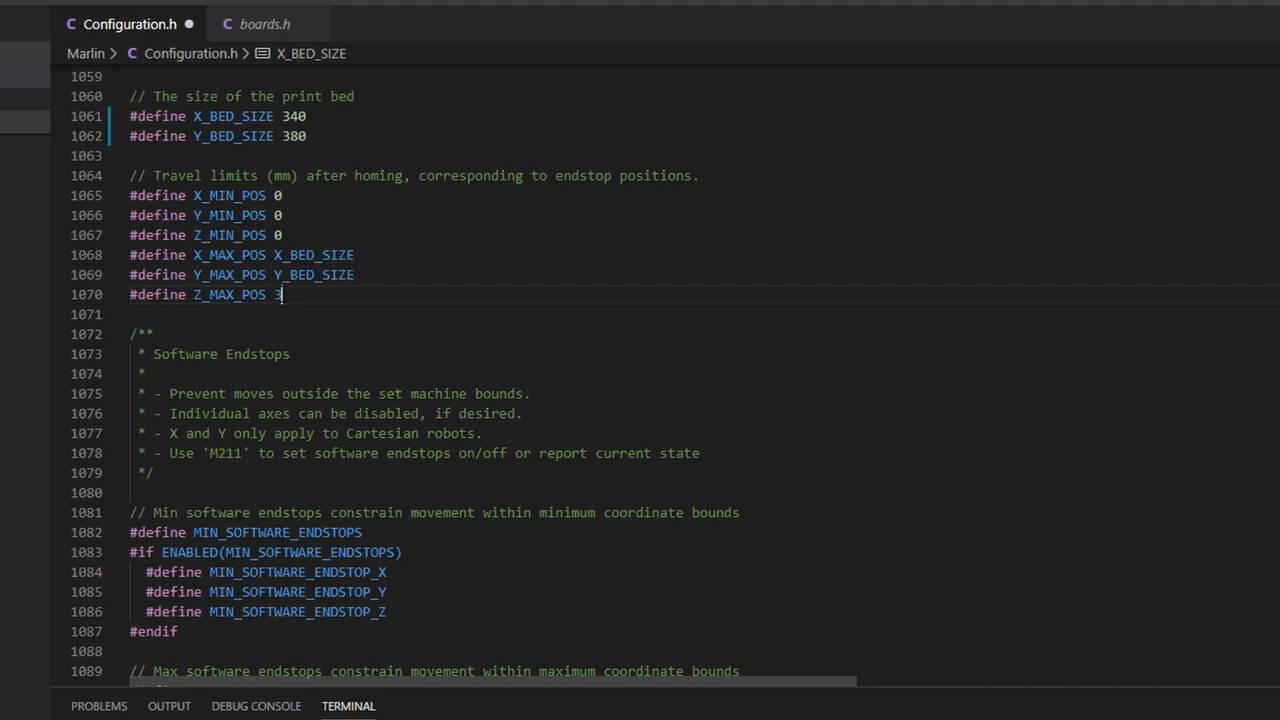 C Configuration.h ●
C boards.h
Marlin > C Configuration.h > X_BED_SIZE
1059
1060 // The size of the print bed
1061 #define X_BED_SIZE 340
1062 #define Y_BED_SIZE 380
1063
1064 // Travel limits (mm) after homing, corresponding to endstop positions.
1065 #define X_MIN_POS 0
1066 #define Y_MIN_POS 0
1067 #define Z_MIN_POS 0
1068 #define X_MAX_POS X_BED_SIZE
1069 #define Y_MAX_POS Y_BED_SIZE
1070 #define Z_MAX_POS 3
1071
1072 /**
1073  * Software Endstops
1074  *
1075  * - Prevent moves outside the set machine bounds.
1076  * - Individual axes can be disabled, if desired.
1077  * - X and Y only apply to Cartesian robots.
1078  * - Use 'M211' to set software endstops on/off or report current state
1079  */
1080
1081 // Min software endstops constrain movement within minimum coordinate bounds
1082 #define MIN_SOFTWARE_ENDSTOPS
1083 #if ENABLED(MIN_SOFTWARE_ENDSTOPS)
1084   #define MIN_SOFTWARE_ENDSTOP_X
1085   #define MIN_SOFTWARE_ENDSTOP_Y
1086   #define MIN_SOFTWARE_ENDSTOP_Z
1087 #endif
1088
1089 // Max software endstops constrain movement within maximum coordinate bounds
PROBLEMS OUTPUT DEBUG CONSOLE TERMINAL